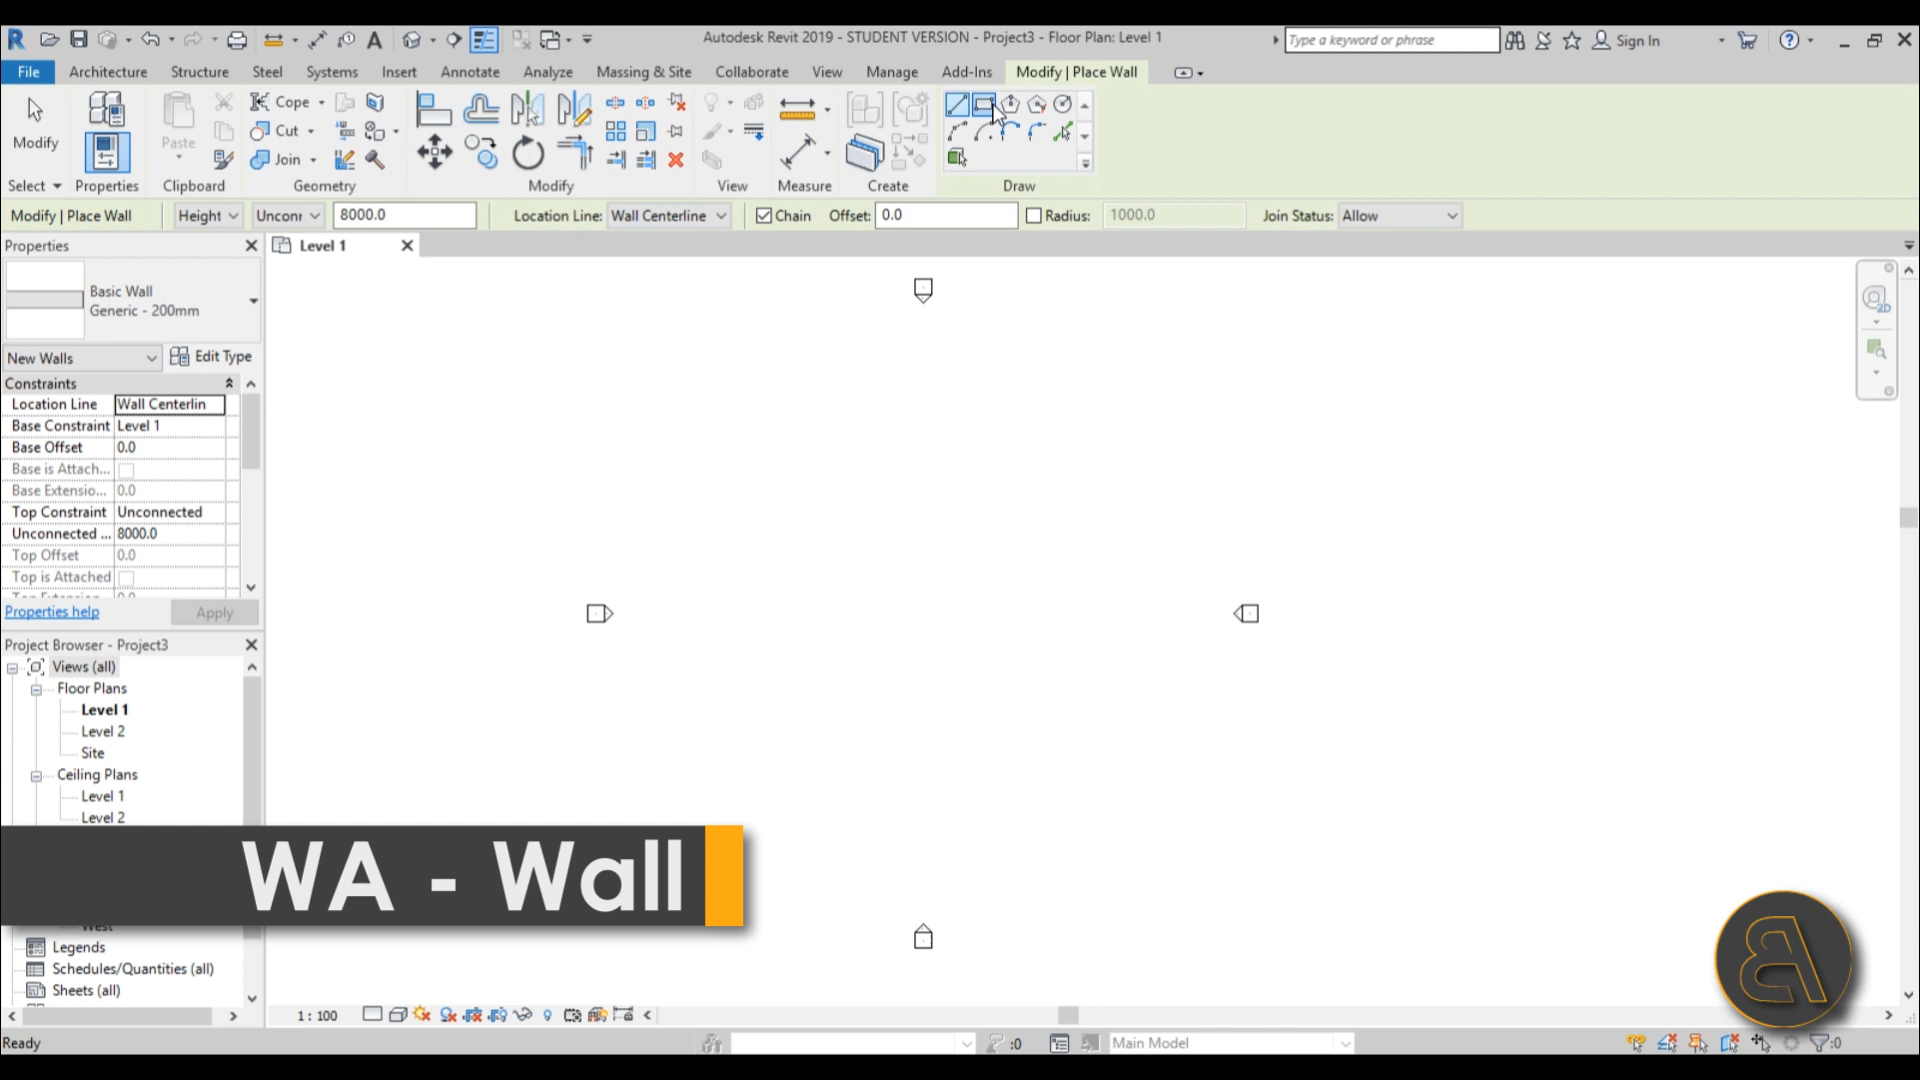 Autodesk Revit 2019 - STUDENT VERSION - Project3 - Floor Plan: Level 1
Type a keyword or phrase
Sign In
File Architecture Structure Steel Systems Insert Annotate Analyze Massing & Site Collaborate View Manage Add-Ins Modify | Place Wall
Modify Paste Cope Cut Join
Select Properties Clipboard Geometry Modify View Measure Create Draw
Modify | Place Wall Height Unconr 8000.0 Location Line: Wall Centerline Chain Offset: 0.0 Radius: 1000.0 Join Status: Allow
Properties
Level 1
Basic Wall
Generic - 200mm
New Walls Edit Type
Constraints
Location Line Wall Centerlin
Base Constraint Level 1
Base Offset 0.0
Base is Attach...
Base Extensio... 0.0
Top Constraint Unconnected
Unconnected ... 8000.0
Top Offset 0.0
Top is Attached
Properties help Apply
Project Browser - Project3
Views (all)
Floor Plans
Level 1
Level 2
Site
Ceiling Plans
Level 1
Level 2
WA - Wall
West
Legends
Schedules/Quantities (all)
Sheets (all)
1 : 100
Ready
:0
Main Model
:0
2D